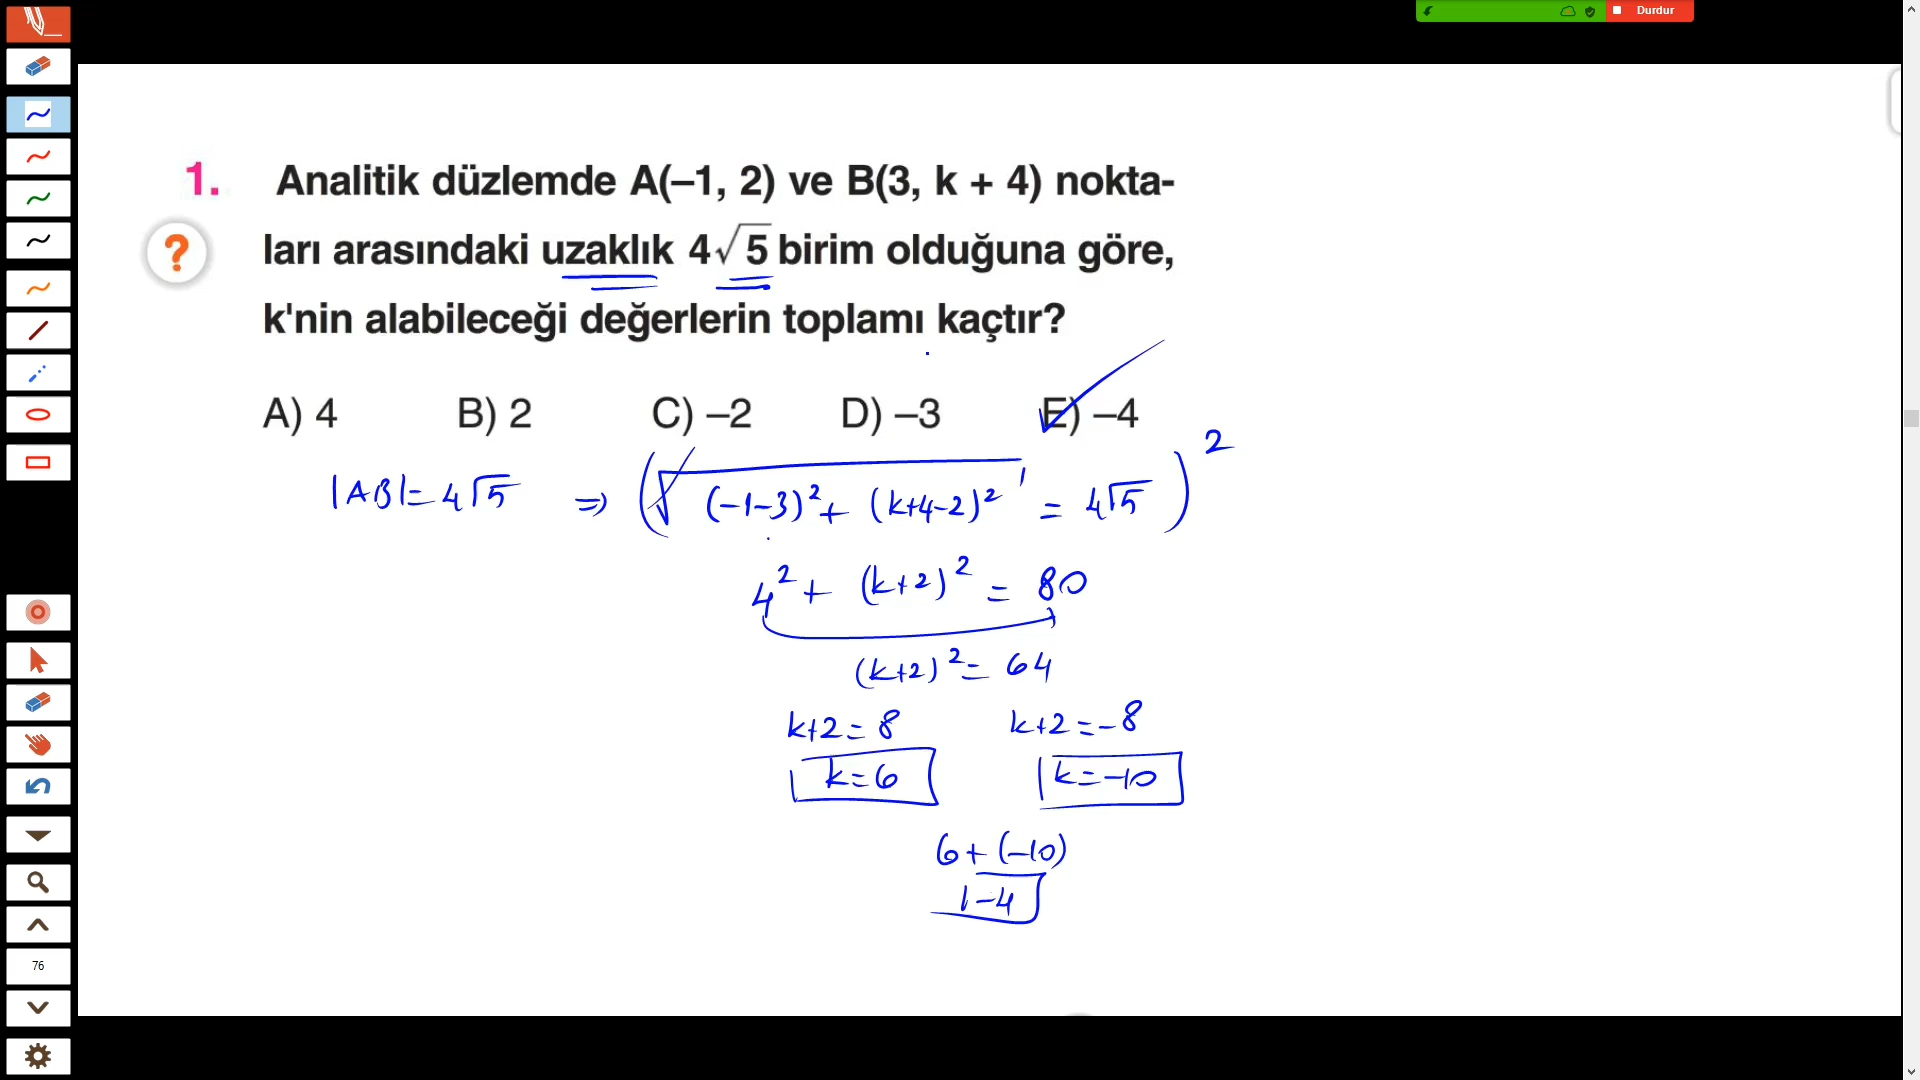 Durdur
1. Analitik düzlemde A(–1, 2) ve B(3, k + 4) nokta-
? ları arasındaki uzaklık 4√5 birim olduğuna göre,
k'nin alabileceği değerlerin toplamı kaçtır?
A) 4 B) 2 C) –2 D) –3 E) –4
|AB|=4√5 ⇒ (√(-1-3)²+(k+4-2)² = 4√5)²
4²+(k+2)²=80
(k+2)²=64
k+2=8 k+2=-8
k=6 k=-10
6+(-10)
-4
76